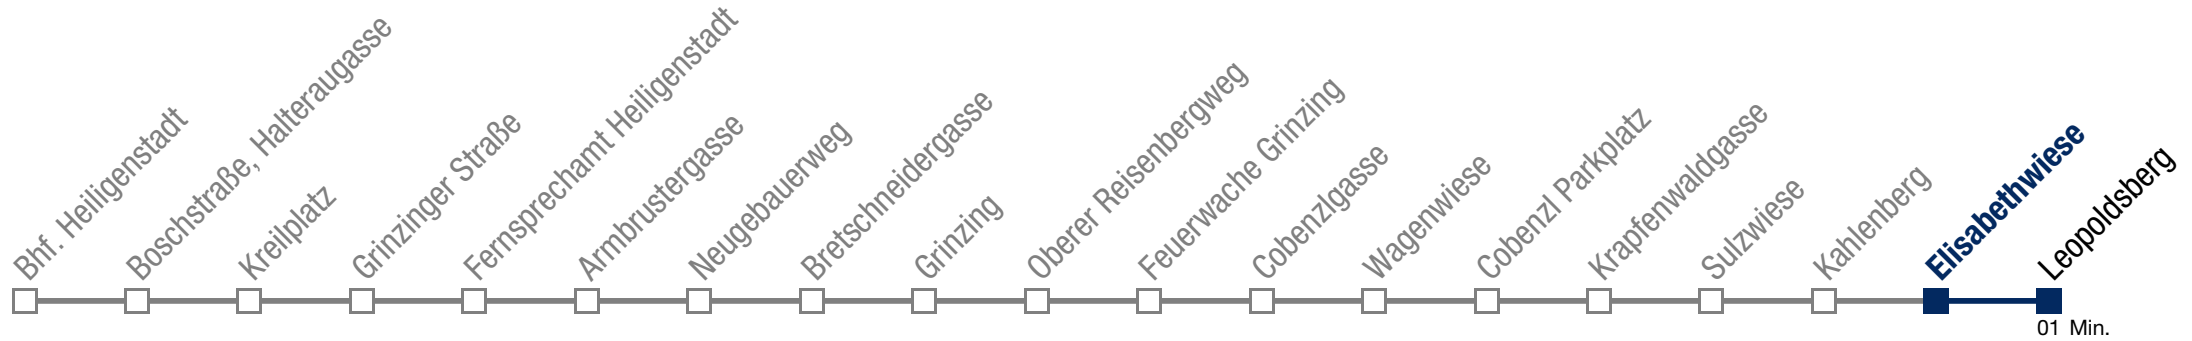 Bhf. Heiligenstadt
Boschstraße, Halteraugasse
Kreilplatz
Grinzinger Straße
Fernsprechamt Heiligenstadt
Armbrustergasse
Neugebauerweg
Bretschneidergasse
Grinzing
Oberer Reisenbergweg
Feuerwache Grinzing
Cobenzlgasse
Wagenwiese
Cobenzl Parkplatz
Krapfenwaldgasse
Sulzwiese
Kahlenberg
Elisabethwiese
Leopoldsberg
01 Min.